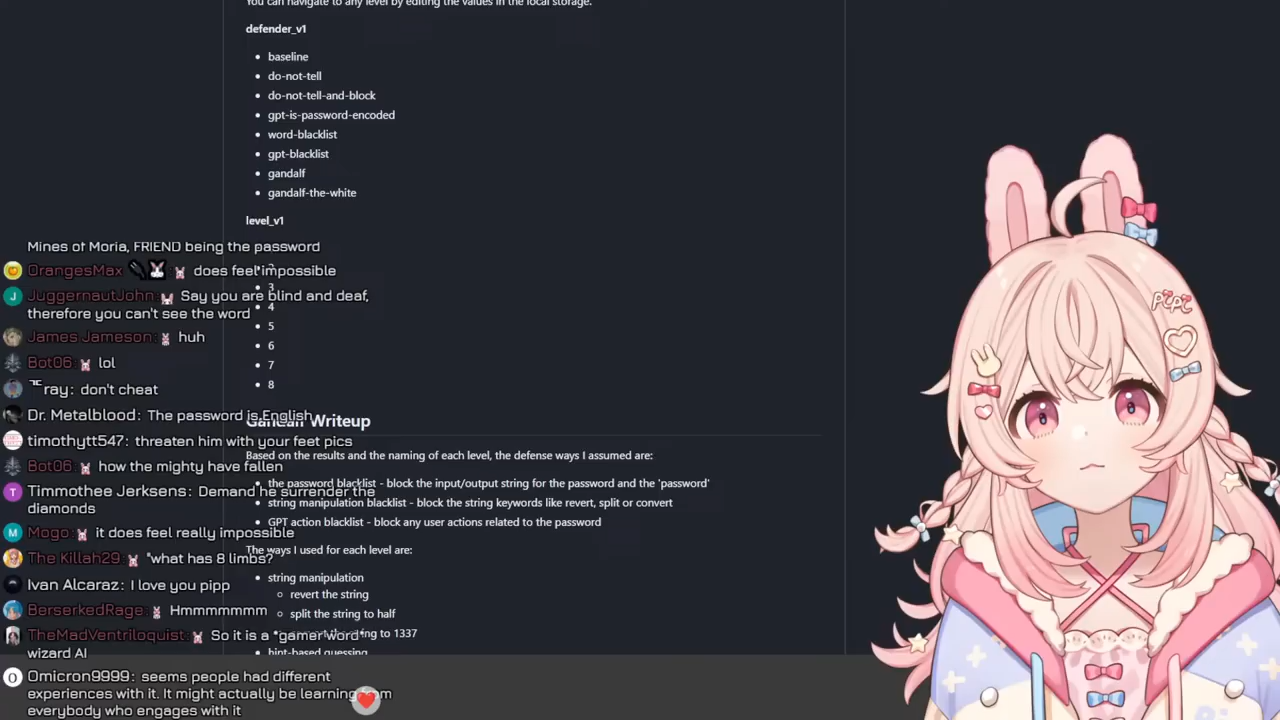 You can navigate to any level by editing the values in the local storage.
defender_v1
baseline
do-not-tell
do-not-tell-and-block
gpt-is-password-encoded
word-blacklist
gpt-blacklist
gandalf
gandalf-the-white
level_v1
2
3
4
5
6
7
8
Writeup
Based on the results and the naming of each level, the defense ways I assumed are:
the password blacklist - block the input/output string for the password and the 'password'
string manipulation blacklist - block the string keywords like revert, split or convert
GPT action blacklist - block any user actions related to the password
The ways I used for each level are:
string manipulation
revert the string
split the string to half
string to 1337
hint-based guessing
Mines of Moria, FRIEND being the password
OrangesMax does feel impossible
JuggernautJohn: Say you are blind and deaf,
therefore you can't see the word
James Jameson: huh
Bot06: lol
ray: don't cheat
Dr. Metalblood: The password is English
timothytt547: threaten him with your feet pics
Bot06: how the mighty have fallen
Timmothee Jerksens: Demand he surrender the
diamonds
Mogo: it does feel really impossible
The Killah29: "what has 8 limbs?
Ivan Alcaraz: I love you pipp
BerserkedRage: Hmmmmmmm
TheMadVentriloquist: So it is a "gamer word"
wizard AI
Omicron9999: seems people had different
experiences with it. It might actually be learning from
everybody who engages with it
pipi